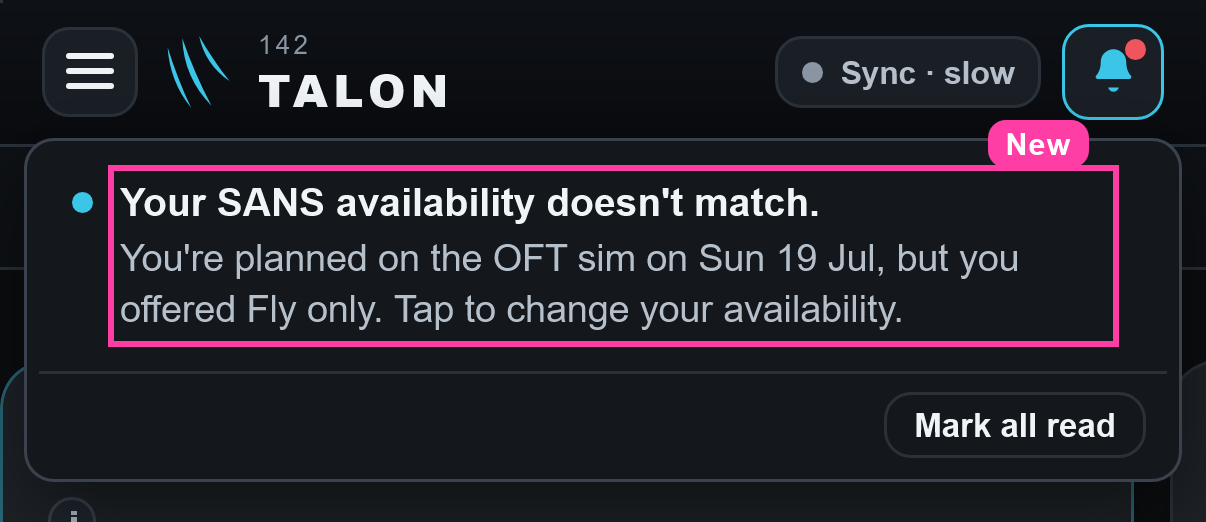 142
TALON
Sync · slow
New
Your SANS availability doesn't match.
You're planned on the OFT sim on Sun 19 Jul, but you
offered Fly only. Tap to change your availability.
Mark all read
i